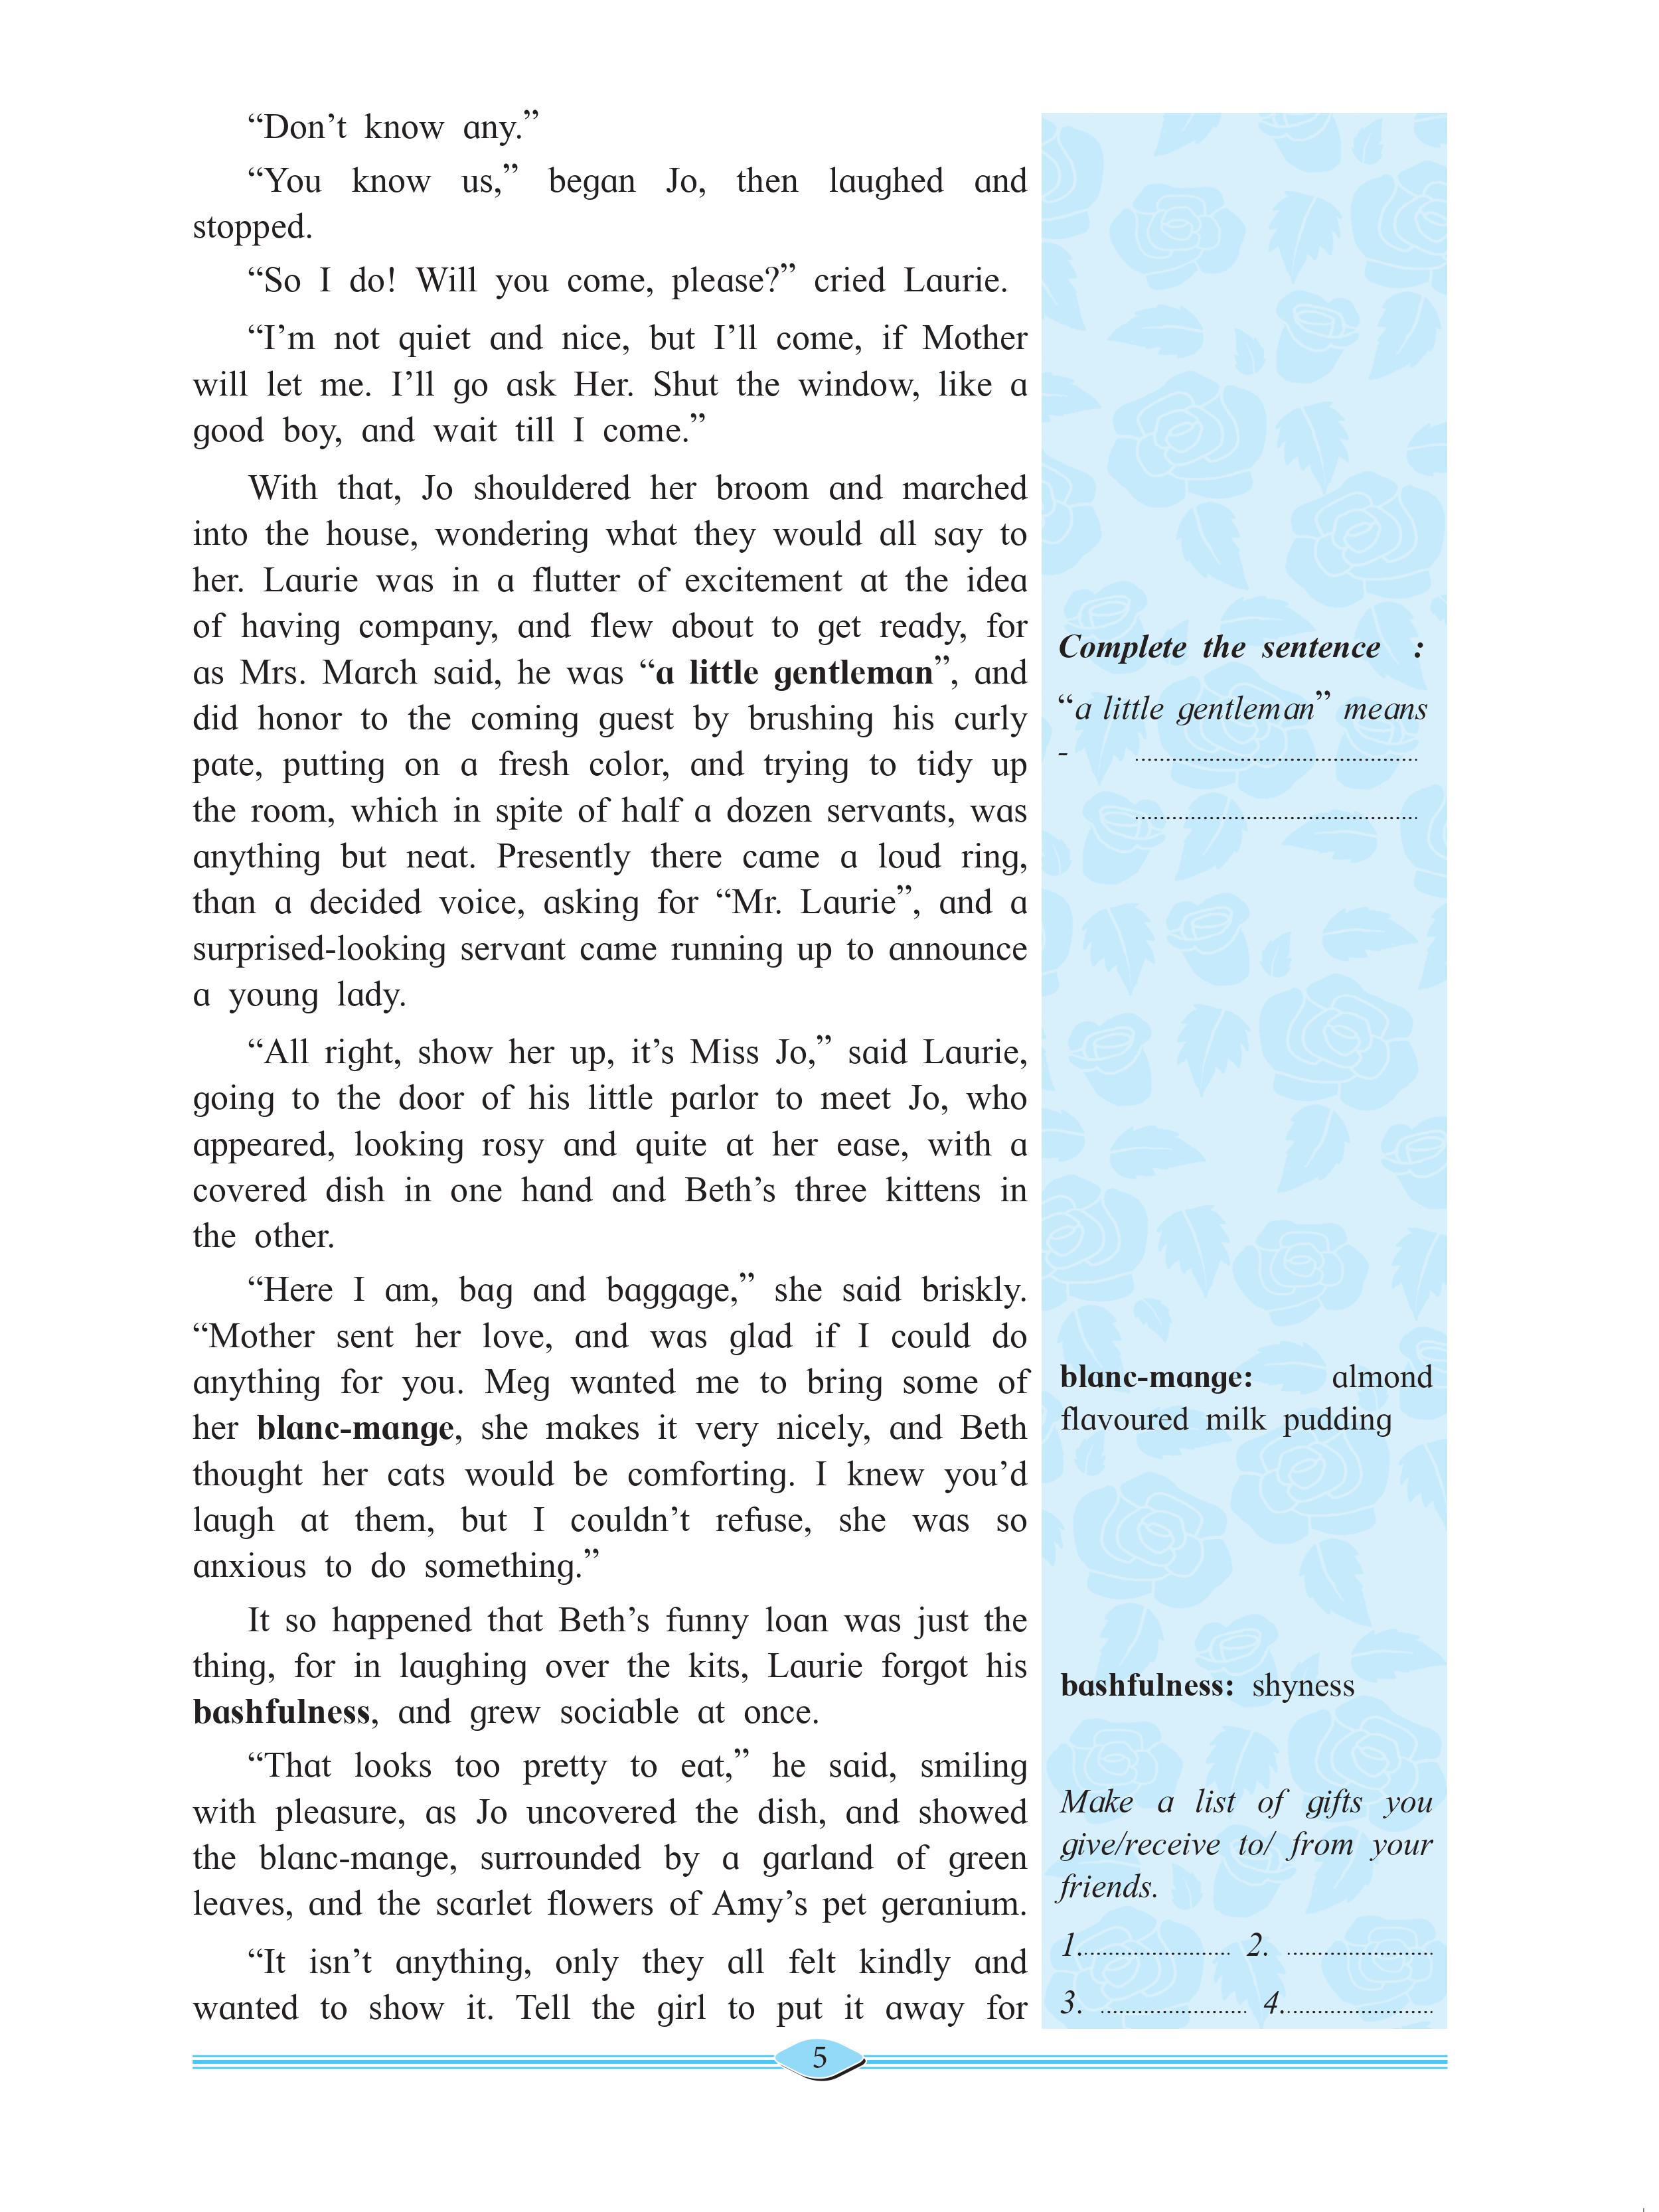 “Don’t know any.”
“You know us,” began Jo, then laughed and
stopped.
“So I do! Will you come, please?” cried Laurie.
“I’m not quiet and nice, but I’ll come, if Mother
will let me. I’ll go ask Her. Shut the window, like a
good boy, and wait till I come.”
With that, Jo shouldered her broom and marched
into the house, wondering what they would all say to
her. Laurie was in a flutter of excitement at the idea
of having company, and flew about to get ready, for
as Mrs. March said, he was “a little gentleman”, and
did honor to the coming guest by brushing his curly
pate, putting on a fresh color, and trying to tidy up
the room, which in spite of half a dozen servants, was
anything but neat. Presently there came a loud ring,
than a decided voice, asking for “Mr. Laurie”, and a
surprised-looking servant came running up to announce
a young lady.
“All right, show her up, it’s Miss Jo,” said Laurie,
going to the door of his little parlor to meet Jo, who
appeared, looking rosy and quite at her ease, with a
covered dish in one hand and Beth’s three kittens in
the other.
“Here I am, bag and baggage,” she said briskly.
“Mother sent her love, and was glad if I could do
anything for you. Meg wanted me to bring some of
her blanc-mange, she makes it very nicely, and Beth
thought her cats would be comforting. I knew you’d
laugh at them, but I couldn’t refuse, she was so
anxious to do something.”
It so happened that Beth’s funny loan was just the
thing, for in laughing over the kits, Laurie forgot his
bashfulness, and grew sociable at once.
“That looks too pretty to eat,” he said, smiling
with pleasure, as Jo uncovered the dish, and showed
the blanc-mange, surrounded by a garland of green
leaves, and the scarlet flowers of Amy’s pet geranium.
“It isn’t anything, only they all felt kindly and
wanted to show it. Tell the girl to put it away for
Complete the sentence :
“a little gentleman” means
- ................................................
................................................
blanc-mange: almond
flavoured milk pudding
bashfulness: shyness
Make a list of gifts you
give/receive to/ from your
friends.
1.......................... 2. .........................
3. ......................... 4..........................
5